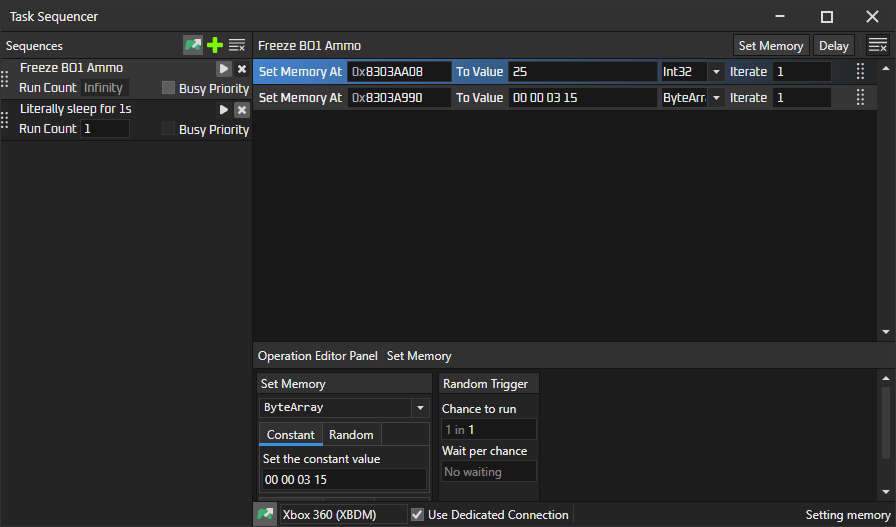 Task Sequencer
Sequences
Freeze BO1 Ammo
Set Memory
Delay
Freeze BO1 Ammo
Run Count Infinity Busy Priority
Literally sleep for 1s
Run Count 1 Busy Priority
Set Memory At 0x8303AA08 To Value 25 Int32 Iterate 1
Set Memory At 0x8303A990 To Value 00 00 03 15 ByteArr Iterate 1
Operation Editor Panel Set Memory
Set Memory
ByteArray
Constant Random
Set the constant value
00 00 03 15
Random Trigger
Chance to run
1 in 1
Wait per chance
No waiting
Xbox 360 (XBDM) Use Dedicated Connection Setting memory